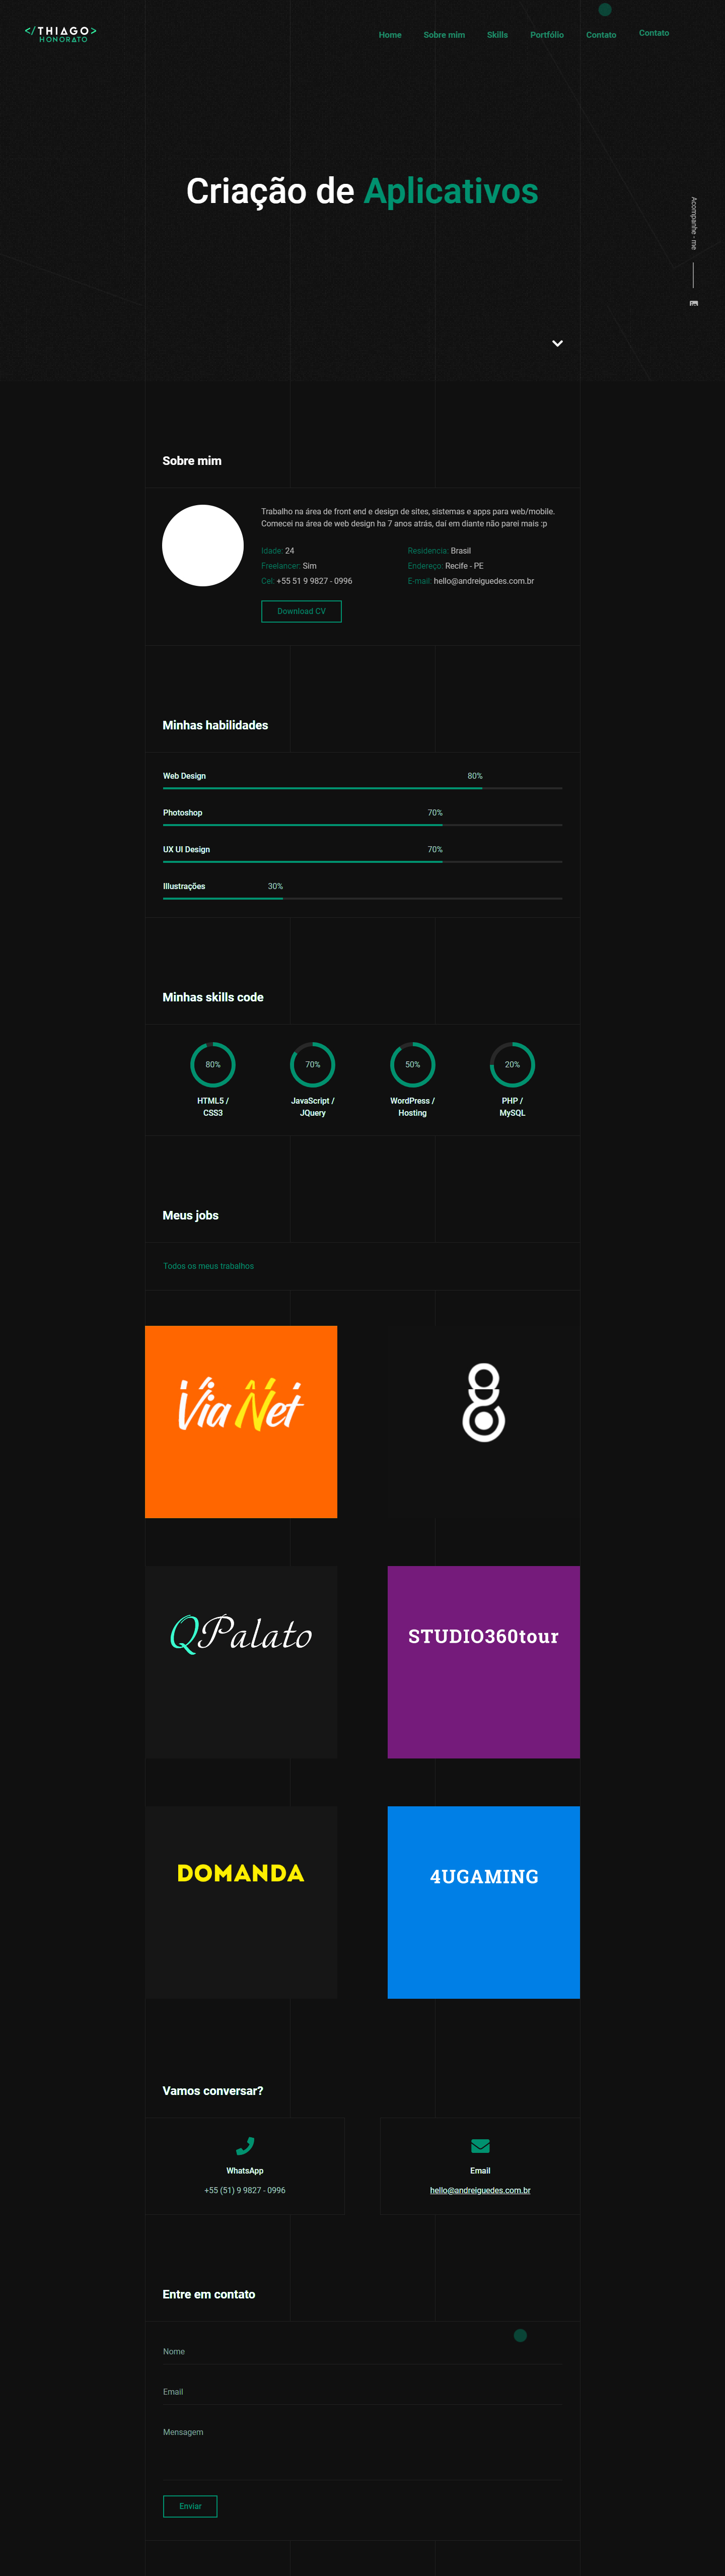 </THIAGO>
HONORATO
Home Sobre mim Skills Portfólio Contato Contato
Criação de Aplicativos
Acompanhe - me
Sobre mim
Trabalho na área de front end e design de sites, sistemas e apps para web/mobile.
Comecei na área de web design ha 7 anos atrás, daí em diante não parei mais :p
Idade: 24
Residencia: Brasil
Freelancer: Sim
Endereço: Recife - PE
Cel: +55 51 9 9827 - 0996
E-mail: hello@andreiguedes.com.br
Download CV
Minhas habilidades
Web Design 80%
Photoshop 70%
UX UI Design 70%
Illustrações 30%
Minhas skills code
80% 70% 50% 20%
HTML5 / JavaScript / WordPress / PHP /
CSS3 JQuery Hosting MySQL
Meus jobs
Todos os meus trabalhos
Via Net
QPalato
STUDIO360tour
DOMANDA
4UGAMING
Vamos conversar?
WhatsApp
+55 (51) 9 9827 - 0996
Email
hello@andreiguedes.com.br
Entre em contato
Nome
Email
Mensagem
Enviar